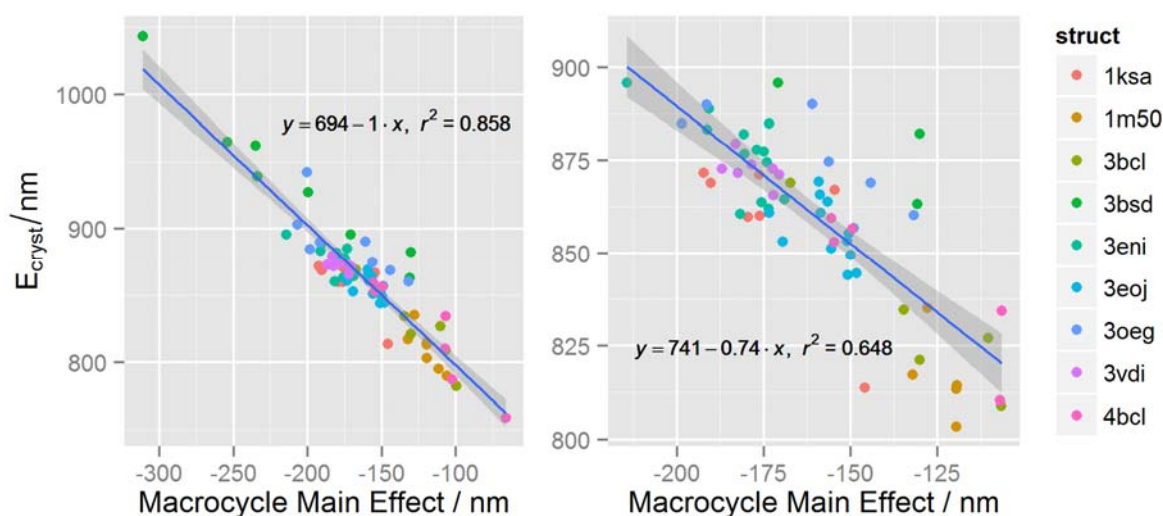 1000
900
800
E_cryst/nm
y = 694 − 1 · x, r² = 0.858
-300 -250 -200 -150 -100
Macrocycle Main Effect / nm
900
875
850
825
800
y = 741 − 0.74 · x, r² = 0.648
-200 -175 -150 -125
Macrocycle Main Effect / nm
struct
1ksa
1m50
3bcl
3bsd
3eni
3eoj
3oeg
3vdi
4bcl